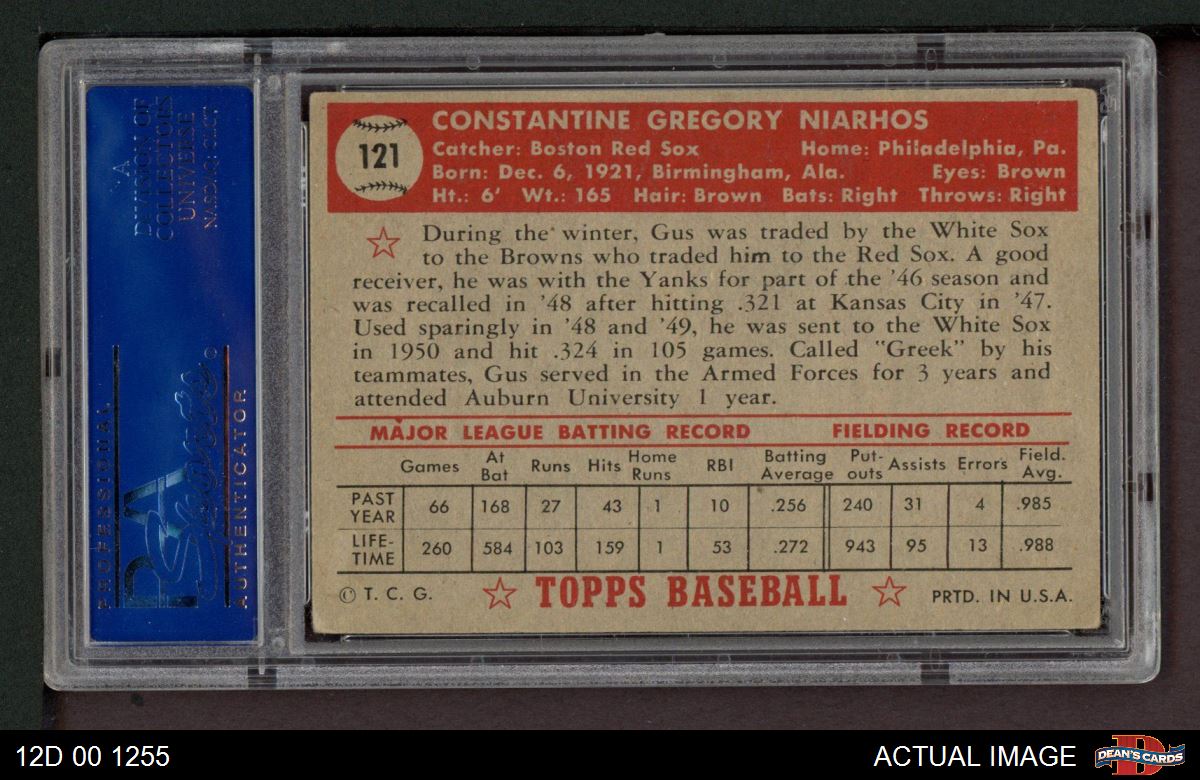 A
DIVISION OF
COLLECTORS
UNIVERSE
NASDAQ: CLCT
PROFESSIONAL
PSA
Sports
AUTHENTICATOR
121
CONSTANTINE GREGORY NIARHOS
Catcher: Boston Red Sox Home: Philadelphia, Pa.
Born: Dec. 6, 1921, Birmingham, Ala. Eyes: Brown
Ht.: 6' Wt.: 165 Hair: Brown Bats: Right Throws: Right
During the winter, Gus was traded by the White Sox
to the Browns who traded him to the Red Sox. A good
receiver, he was with the Yanks for part of the '46 season and
was recalled in '48 after hitting .321 at Kansas City in '47.
Used sparingly in '48 and '49, he was sent to the White Sox
in 1950 and hit .324 in 105 games. Called "Greek" by his
teammates, Gus served in the Armed Forces for 3 years and
attended Auburn University 1 year.
MAJOR LEAGUE BATTING RECORD FIELDING RECORD
Games At Bat Runs Hits Home Runs RBI Batting Average Put-outs Assists Errors Field. Avg.
PAST YEAR 66 168 27 43 1 10 .256 240 31 4 .985
LIFE-TIME 260 584 103 159 1 53 .272 943 95 13 .988
© T. C. G. TOPPS BASEBALL PRTD. IN U.S.A.
12D 00 1255 ACTUAL IMAGE DEAN'S CARDS